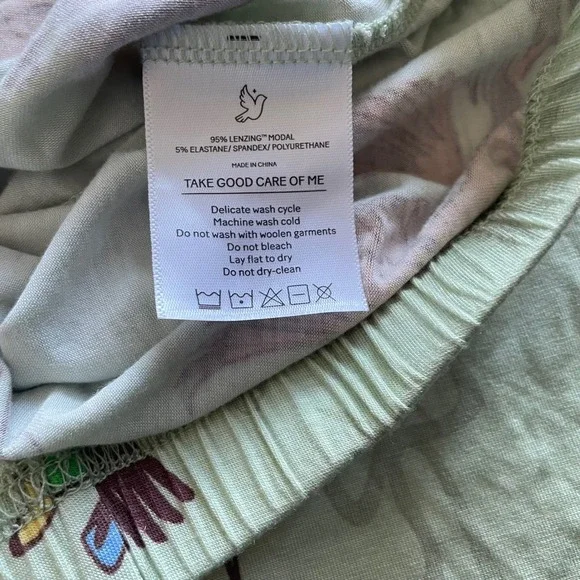 95% LENZING™ MODAL
5% ELASTANE/ SPANDEX/ POLYURETHANE
MADE IN CHINA
TAKE GOOD CARE OF ME
Delicate wash cycle
Machine wash cold
Do not wash with woolen garments
Do not bleach
Lay flat to dry
Do not dry-clean